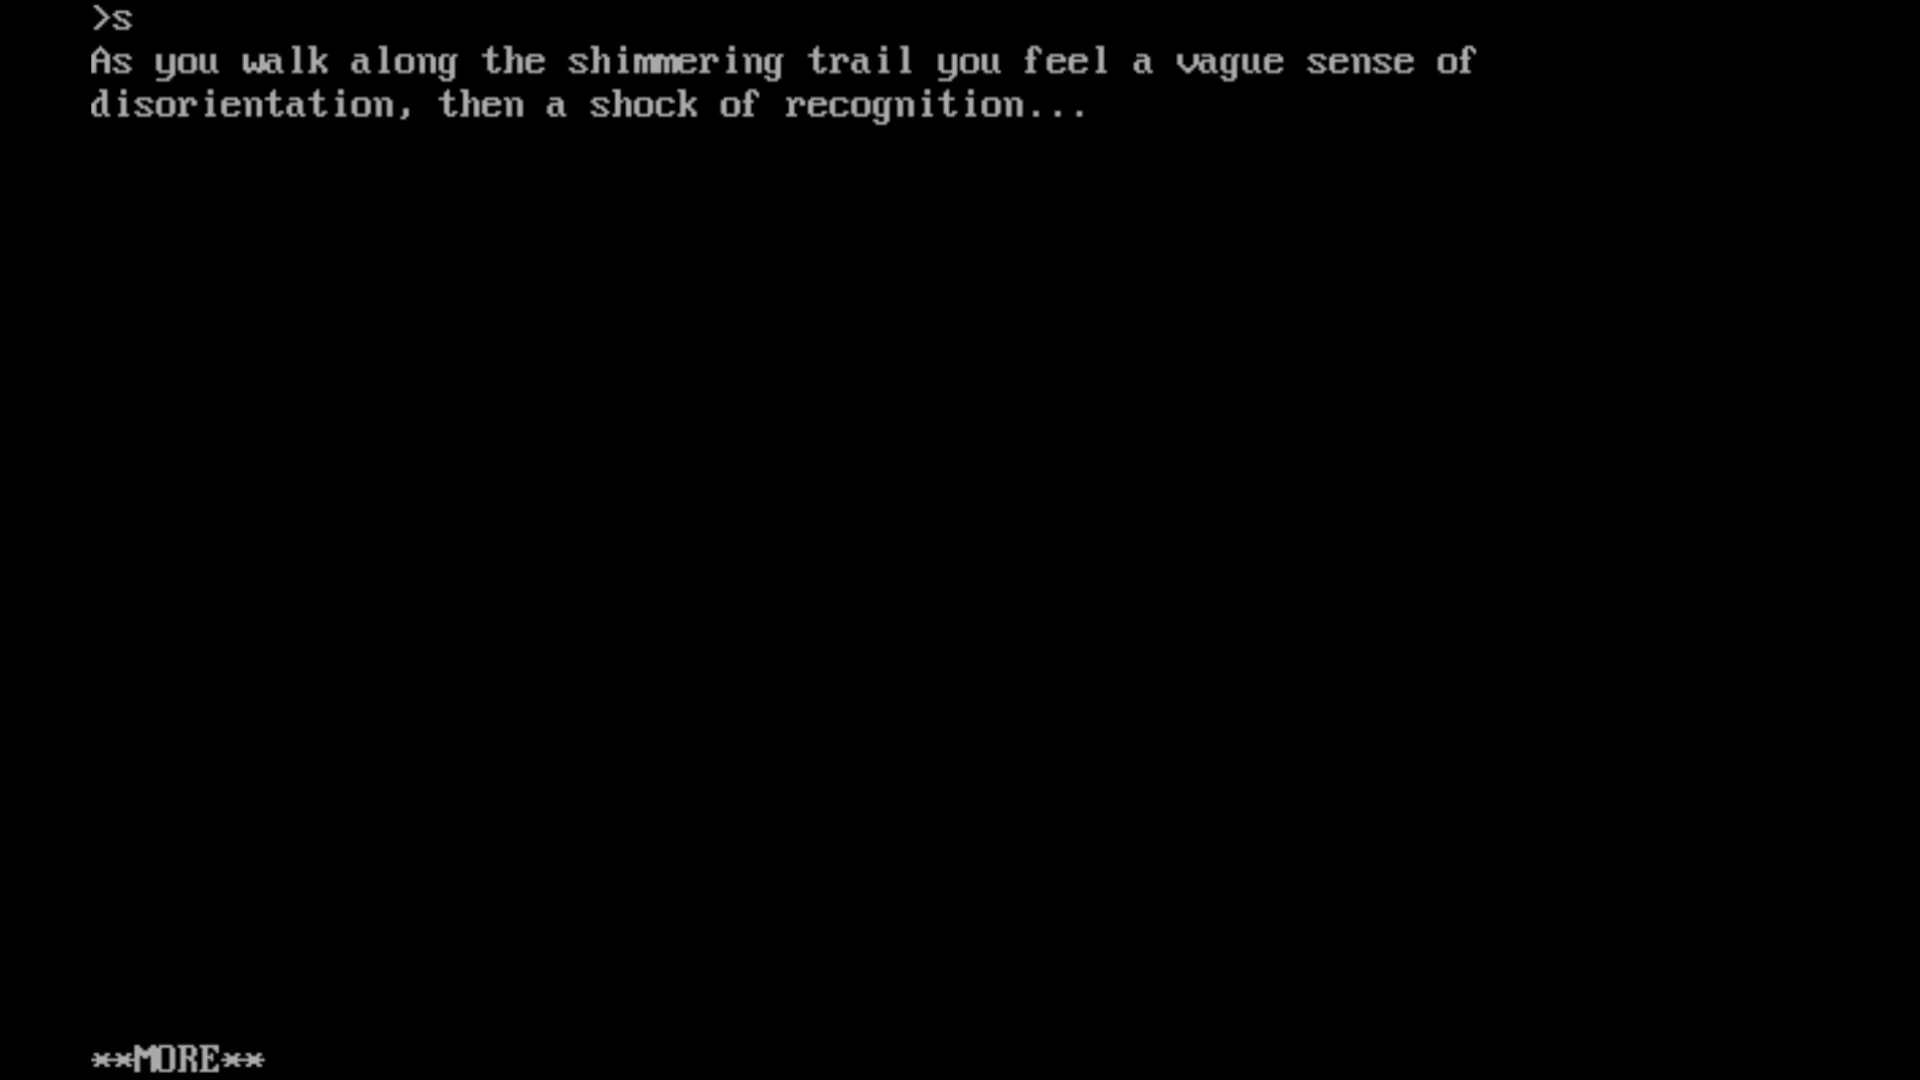 >s
As you walk along the shimmering trail you feel a vague sense of
disorientation, then a shock of recognition...
**MORE**